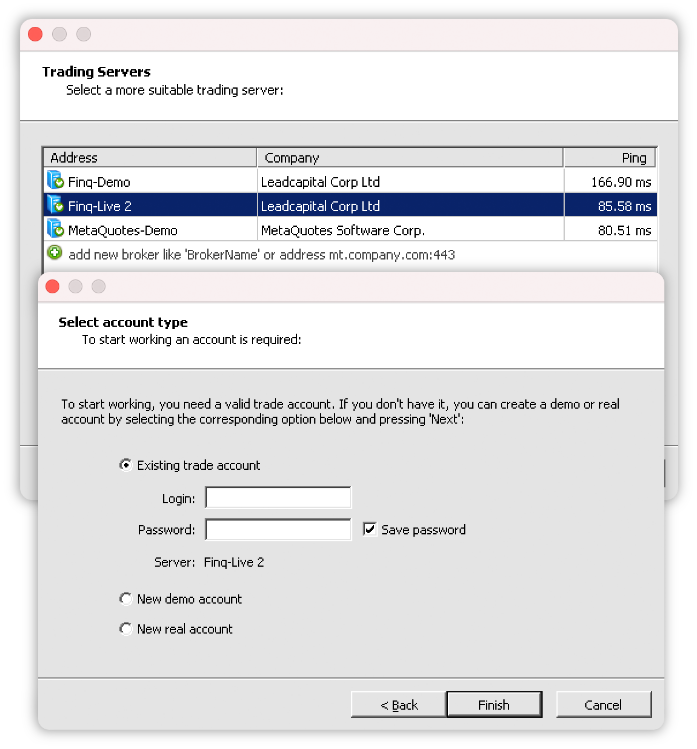 Trading Servers
Select a more suitable trading server:
Address Company Ping
Finq-Demo Leadcapital Corp Ltd 166.90 ms
Finq-Live 2 Leadcapital Corp Ltd 85.58 ms
MetaQuotes-Demo MetaQuotes Software Corp. 80.51 ms
add new broker like 'BrokerName' or address mt.company.com:443
Select account type
To start working an account is required:
To start working, you need a valid trade account. If you don't have it, you can create a demo or real
account by selecting the corresponding option below and pressing 'Next':
Existing trade account
Login:
Password: Save password
Server: Finq-Live 2
New demo account
New real account
< Back Finish Cancel